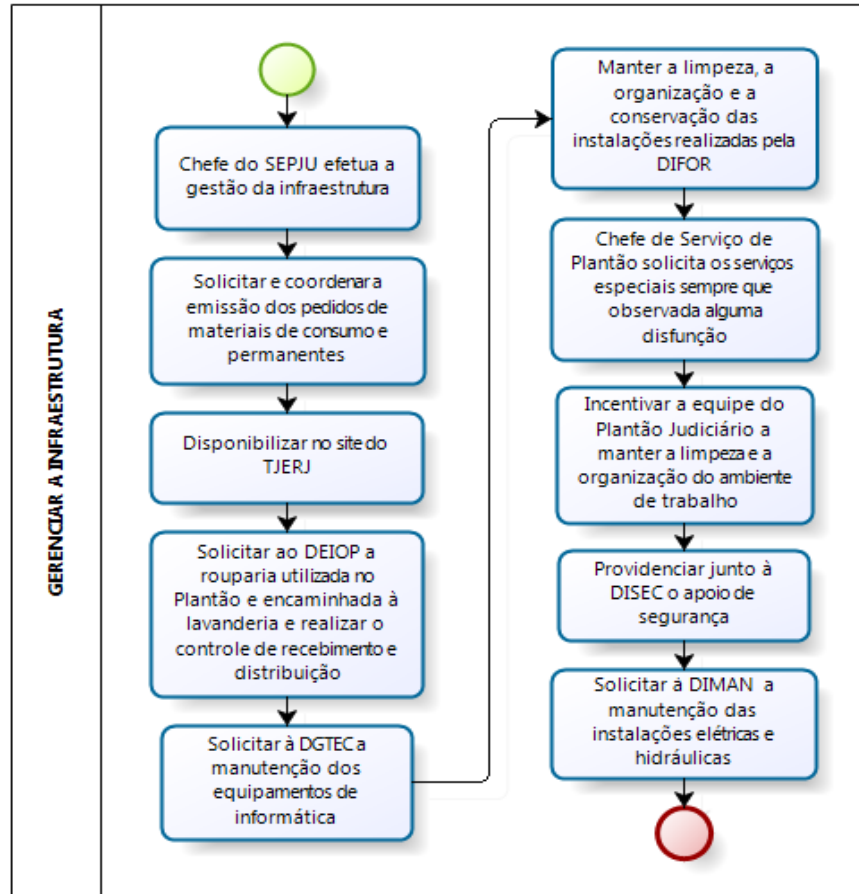 GERENCIAR A INFRAESTRUTURA
Chefe do SEPJU efetua a
gestão da infraestrutura
Solicitar e coordenar a
emissão dos pedidos de
materiais de consumo e
permanentes
Disponibilizar no site do
TJERJ
Solicitar ao DEIOP a
rouparia utilizada no
Plantão e encaminhada à
lavanderia e realizar o
controle de recebimento e
distribuição
Solicitar à DGTEC a
manutenção dos
equipamentos de
informática
Manter a limpeza, a
organização e a
conservação das
instalações realizadas pela
DIFOR
Chefe de Serviço de
Plantão solicita os serviços
especiais sempre que
observada alguma
disfunção
Incentivar a equipe do
Plantão Judiciário a
manter a limpeza e a
organização do ambiente
de trabalho
Providenciar junto à
DISEC o apoio de
segurança
Solicitar á DIMAN a
manutenção das
instalações elétricas e
hidráulicas